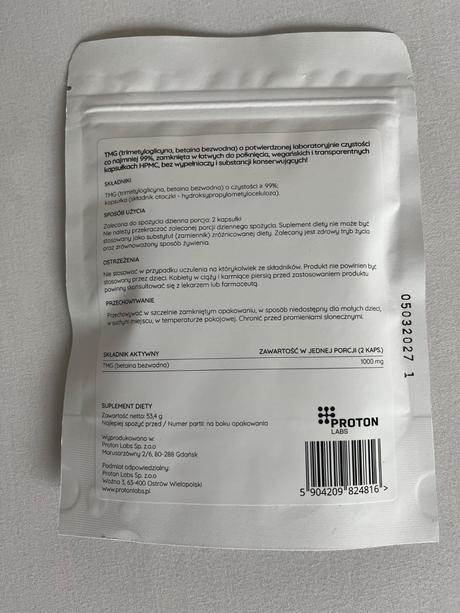 TMG (trimetyloglicyna, betaina bezwodna) o potwierdzonej laboratoryjnie czystości
co najmniej 99%, zamknięta w łatwych do połknięcia, wegańskich i transparentnych
kapsułkach HPMC, bez wypełniaczy i substancji konserwujących!
SKŁADNIKI
TMG (trimetyloglicyna, betaina bezwodna) o czystości ≥ 99%;
kapsułka (składnik otoczki - hydroksypropylometyloceluloza).
SPOSÓB UŻYCIA
Zalecana do spożycia dzienna porcja: 2 kapsułki
Nie należy przekraczać zalecanej porcji dziennego spożycia. Suplement diety nie może być
stosowany jako substytut (zamiennik) zróżnicowanej diety. Zalecany jest zdrowy tryb życia
oraz zrównoważony sposób żywienia.
OSTRZEŻENIA
Nie stosować w przypadku uczulenia na którykolwiek ze składników. Produkt nie powinien być
stosowany przez dzieci. Kobiety w ciąży i karmiące piersią przed zastosowaniem produktu
powinny skonsultować się z lekarzem lub farmaceutą.
PRZECHOWYWANIE
Przechowywać w szczelnie zamkniętym opakowaniu, w sposób niedostępny dla małych dzieci,
w suchym miejscu, w temperaturze pokojowej. Chronić przed promieniami słonecznymi.
05032027 1
SKŁADNIK AKTYWNY ZAWARTOŚĆ W JEDNEJ PORCJI (2 KAPS.)
TMG (betaina bezwodna) 1000 mg
SUPLEMENT DIETY
Zawartość netto: 53,4 g
Najlepiej spożyć przed / Numer partii: na boku opakowania
Wyprodukowano w:
Proton Labs Sp. z.o.o
Marusarzówny 2/6, 80-288 Gdańsk
Podmiot odpowiedzialny:
Proton Labs Sp. z.o.o
Woźna 3, 63-400 Ostrów Wielopolski
www.protonlabs.pl
PROTON
LABS
5 904209 824816 >